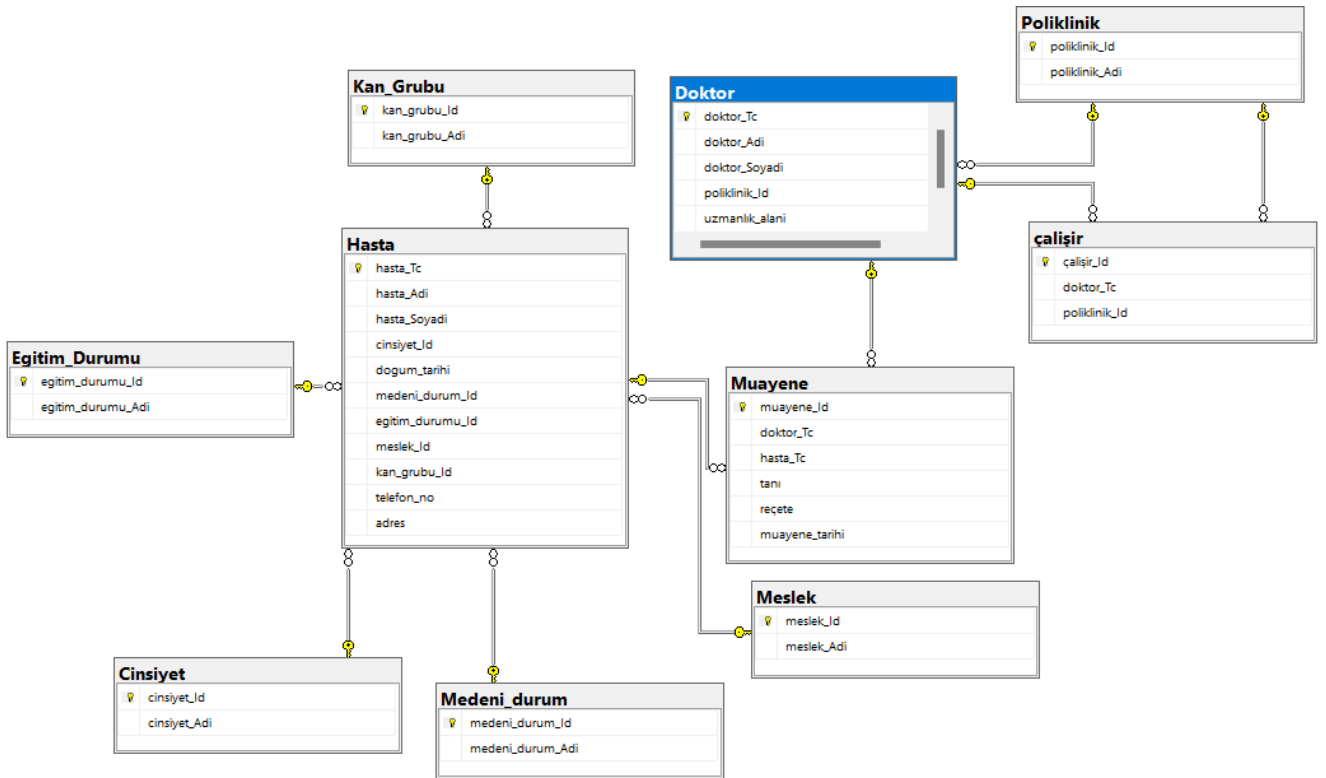 Poliklinik
poliklinik_Id
poliklinik_Adi
Kan_Grubu
kan_grubu_Id
kan_grubu_Adi
Doktor
doktor_Tc
doktor_Adi
doktor_Soyadi
poliklinik_Id
uzmanlık_alani
çalişir
çalişir_Id
doktor_Tc
poliklinik_Id
Hasta
hasta_Tc
hasta_Adi
hasta_Soyadi
cinsiyet_Id
dogum_tarihi
medeni_durum_Id
egitim_durumu_Id
meslek_Id
kan_grubu_Id
telefon_no
adres
Egitim_Durumu
egitim_durumu_Id
egitim_durumu_Adi
Muayene
muayene_Id
doktor_Tc
hasta_Tc
tanı
reçete
muayene_tarihi
Meslek
meslek_Id
meslek_Adi
Cinsiyet
cinsiyet_Id
cinsiyet_Adi
Medeni_durum
medeni_durum_Id
medeni_durum_Adi